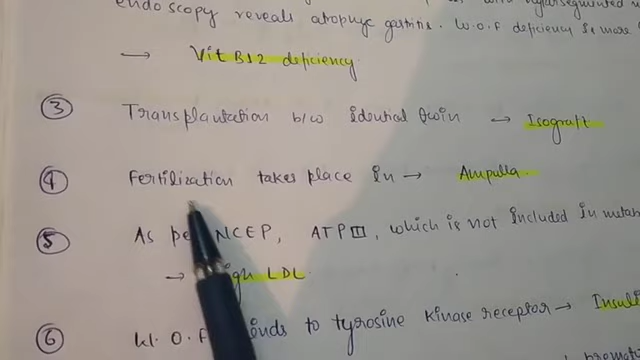 endoscopy reveals atrophyc gastritis. W.O.F deficiency is more
→ Vit B12 deficiency
③ Transplantation b/w idential twin → Isograft
④ Fertilization takes place in → Ampulla.
⑤ As per NCEP, ATP III, which is not included in
→ High LDL
⑥ W.O.F binds to tyrosine kinase receptor →